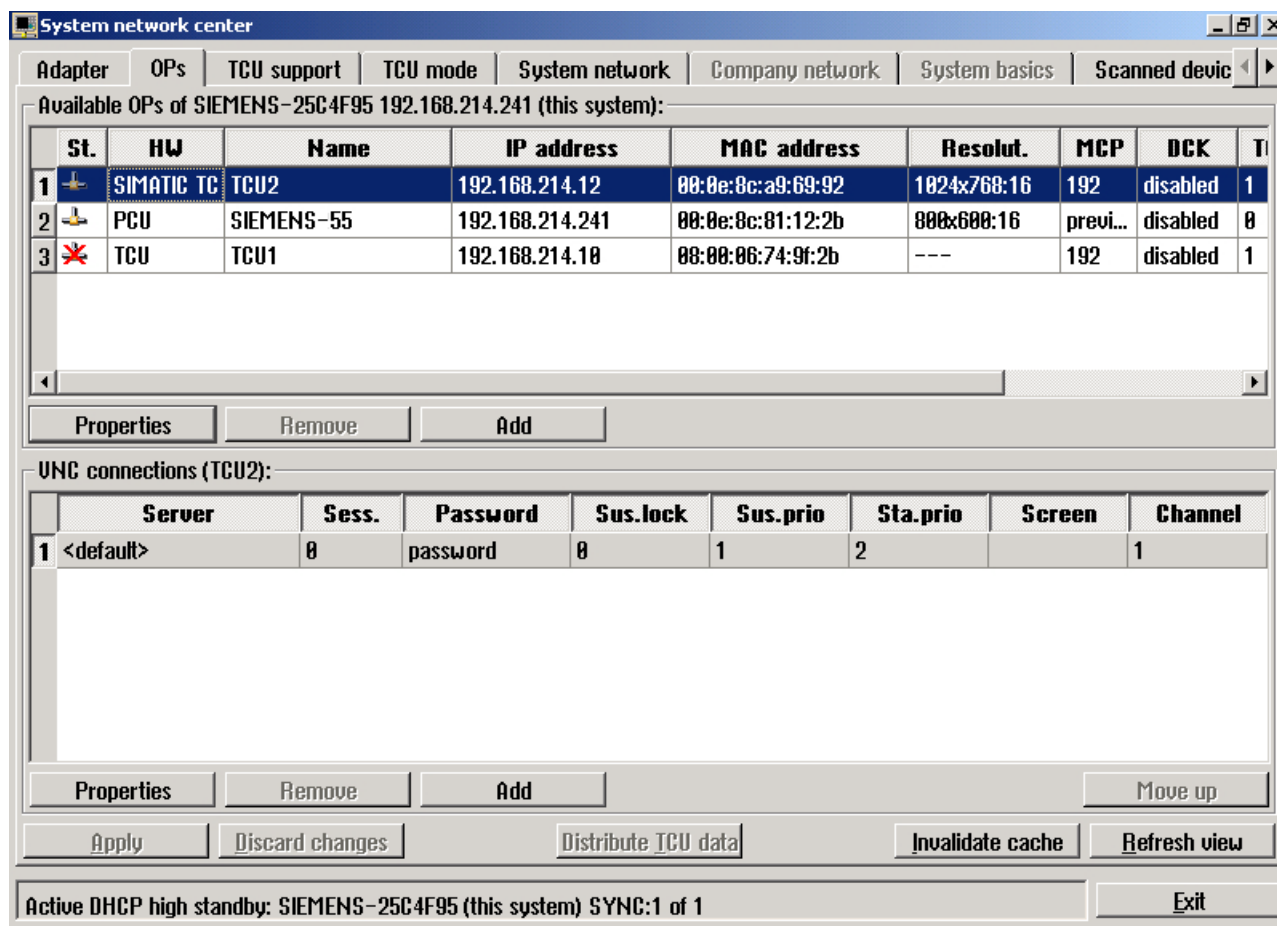 System network center
Adapter OPs TCU support TCU mode System network Company network System basics Scanned devic
Available OPs of SIEMENS-25C4F95 192.168.214.241 (this system):
St. HW Name IP address MAC address Resolut. MCP DCK
1 SIMATIC TC TCU2 192.168.214.12 00:0e:8c:a9:69:92 1024x768:16 192 disabled 1
2 PCU SIEMENS-55 192.168.214.241 00:0e:8c:81:12:2b 800x600:16 previ... disabled 0
3 TCU TCU1 192.168.214.10 08:00:06:74:9f:2b --- 192 disabled 1
Properties Remove Add
VNC connections (TCU2):
Server Sess. Password Sus.lock Sus.prio Sta.prio Screen Channel
1 <default> 0 password 0 1 2 1
Properties Remove Add Move up
Apply Discard changes Distribute TCU data Invalidate cache Refresh view
Active DHCP high standby: SIEMENS-25C4F95 (this system) SYNC:1 of 1 Exit